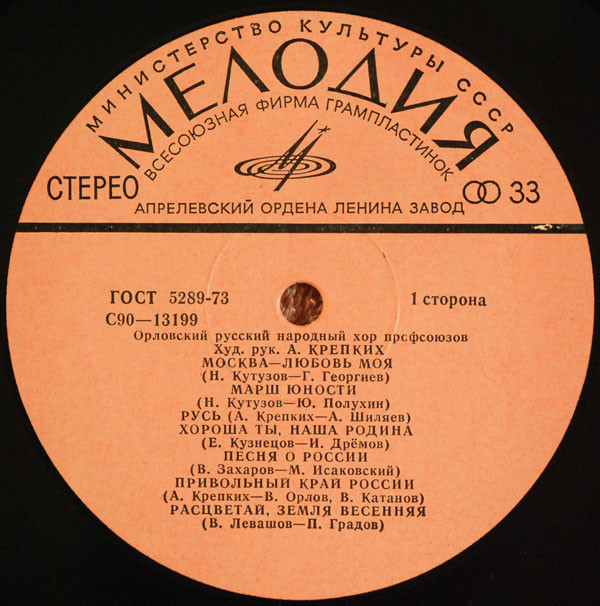 МИНИСТЕРСТВО КУЛЬТУРЫ СССР
МЕЛОДИЯ
ВСЕСОЮЗНАЯ ФИРМА ГРАМПЛАСТИНОК
СТЕРЕО 33
АПРЕЛЕВСКИЙ ОРДЕНА ЛЕНИНА ЗАВОД
ГОСТ 5289-73 1 сторона
С90—13199
Орловский русский народный хор профсоюзов
Худ. рук. А. КРЕПКИХ
МОСКВА—ЛЮБОВЬ МОЯ
(Н. Кутузов—Г. Георгиев)
МАРШ ЮНОСТИ
(Н. Кутузов—Ю. Полухин)
РУСЬ (А. Крепких—А. Шиляев)
ХОРОША ТЫ, НАША РОДИНА
(Е. Кузнецов—И. Дрёмов)
ПЕСНЯ О РОССИИ
(В. Захаров—М. Исаковский)
ПРИВОЛЬНЫЙ КРАЙ РОССИИ
(А. Крепких—В. Орлов, В. Катанов)
РАСЦВЕТАЙ, ЗЕМЛЯ ВЕСЕННЯЯ
(В. Левашов—П. Градов)